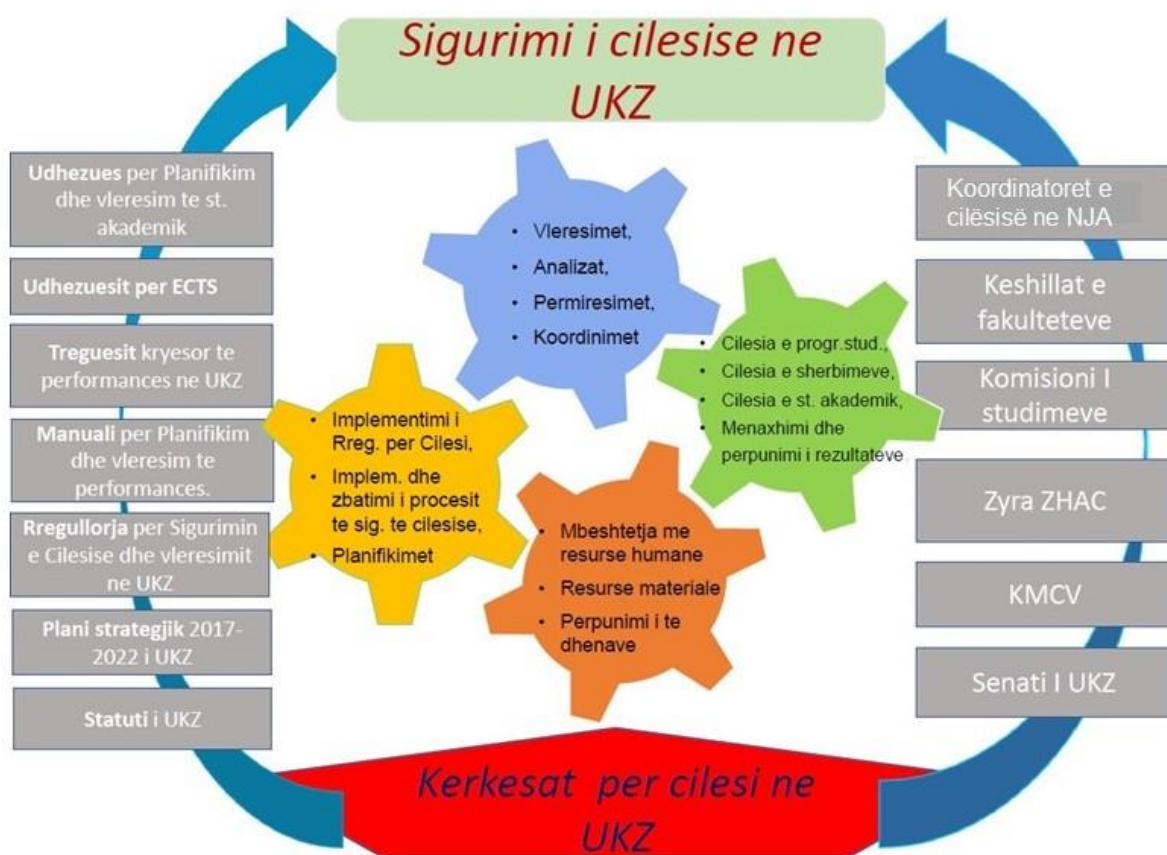 Sigurimi i cilesise ne
UKZ
Udhezues per Planifikim
dhe vleresim te st.
akademik
Udhezuesit per ECTS
Treguesit kryesor te
performances ne UKZ
Manuali per Planifikim
dhe vleresim te
performances.
Rregullorja per Sigurimin
e Cilesise dhe vleresimit
ne UKZ
Plani strategjik 2017-
2022 i UKZ
Statuti i UKZ
• Vleresimet,
• Analizat,
• Permiresimet,
• Koordinimet
• Cilesia e progr.stud.,
• Cilesia e sherbimeve,
• Cilesia e st. akademik,
• Menaxhimi dhe
perpunimi i rezultateve
• Implementimi i
Rreg. per Cilesi,
• Implem. dhe
zbatimi i procesit
te sig. te cilesise,
• Planifikimet
• Mbeshtetja me
resurse humane
• Resurse materiale
• Perpunimi i te
dhenave
Koordinatoret e
cilësisë ne NJA
Keshillat e
fakulteteve
Komisioni I
studimeve
Zyra ZHAC
KMCV
Senati I UKZ
Kerkesat per cilesi ne
UKZ